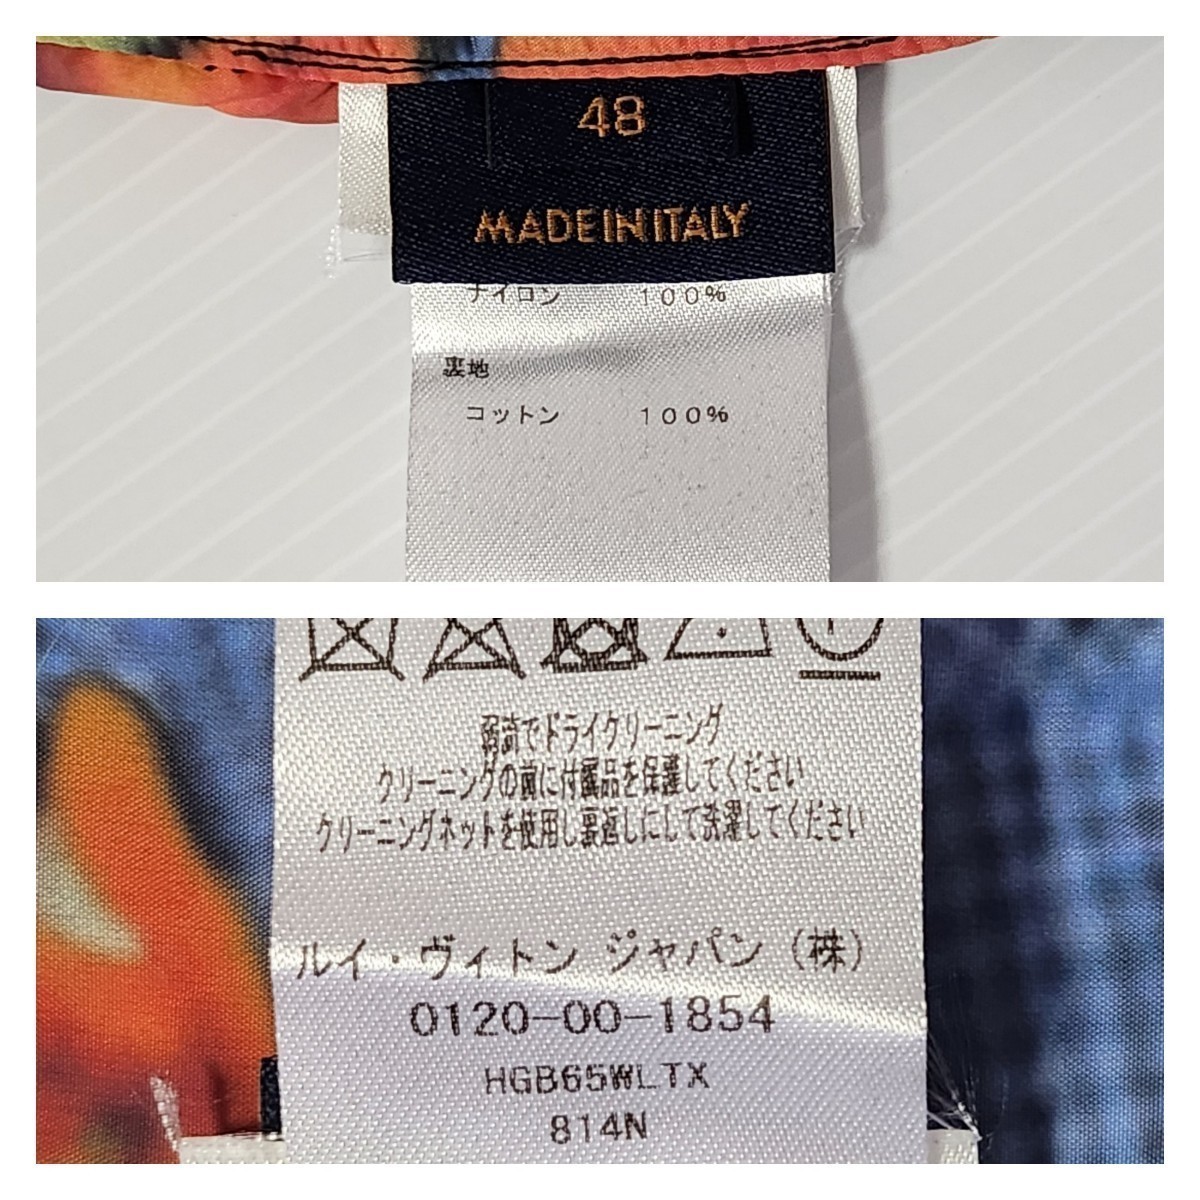 48
MADE IN ITALY
ナイロン 100%
裏地
コットン 100%
弱流でドライクリーニング
クリーニングの前に付属品を保護してください
クリーニングネットを使用し裏返しにして洗濯してください
ルイ・ヴィトン ジャパン (株)
0120-00-1854
HGB65WLTX
814N